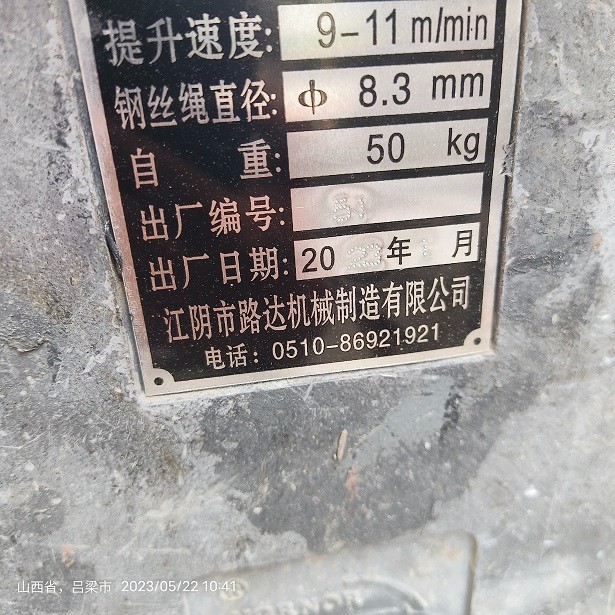 提升速度: 9-11 m/min
钢丝绳直径: ф 8.3 mm
自 重: 50 kg
出厂编号: 51
出厂日期: 20 年 月
江阴市路达机械制造有限公司
电话: 0510-86921921
山西省，吕梁市 2023/05/22 10:41